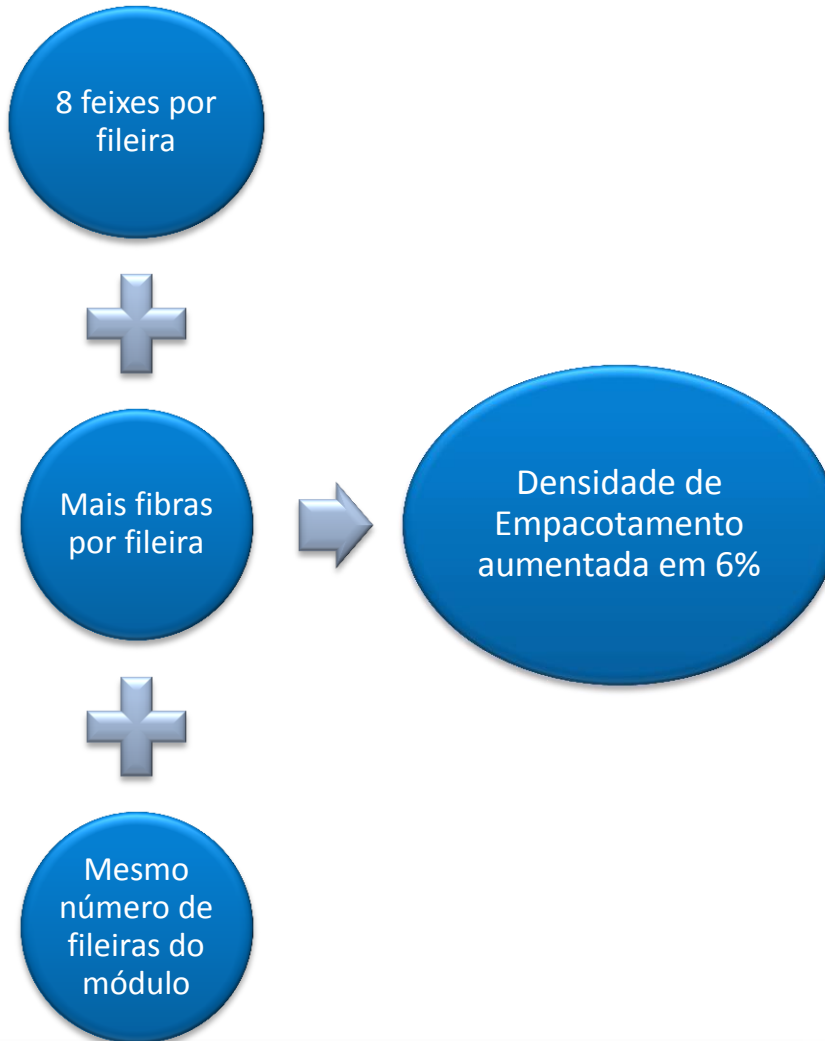 8 feixes por
fileira
Mais fibras
por fileira
Mesmo
número de
fileiras do
módulo
Densidade de
Empacotamento
aumentada em 6%